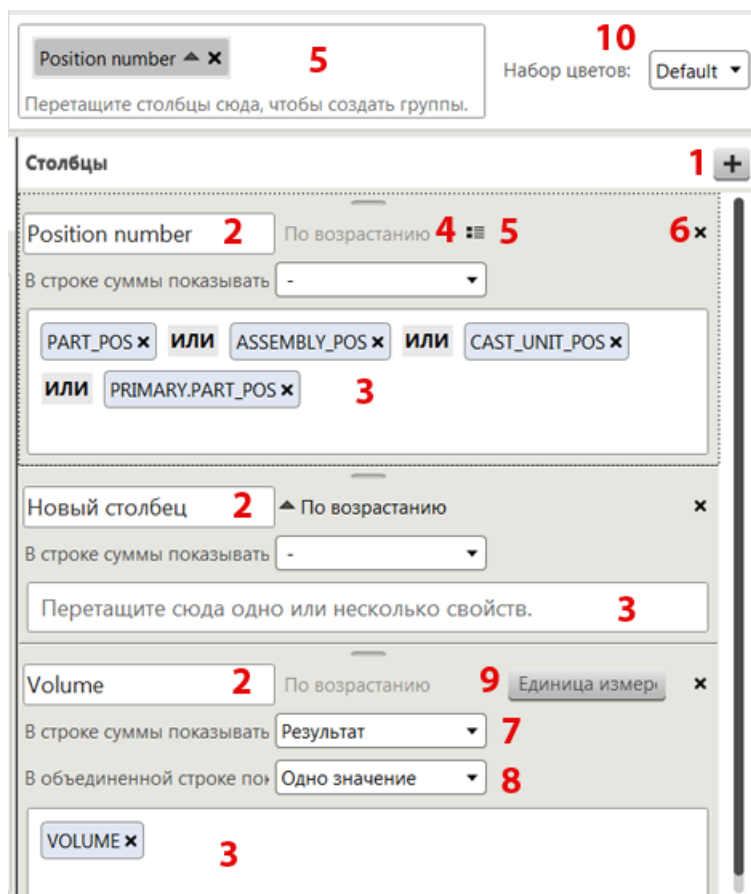 10
Position number 5
Набор цветов: Default
Перетащите столбцы сюда, чтобы создать группы.
Столбцы 1 +
Position number 2 По возрастанию 4 5 6
В строке суммы показывать -
PART_POS ИЛИ ASSEMBLY_POS ИЛИ CAST_UNIT_POS
ИЛИ PRIMARY.PART_POS 3
Новый столбец 2 По возрастанию
В строке суммы показывать -
Перетащите сюда одно или несколько свойств. 3
Volume 2 По возрастанию 9 Единица измер
В строке суммы показывать Результат 7
В объединенной строке по Одно значение 8
VOLUME 3